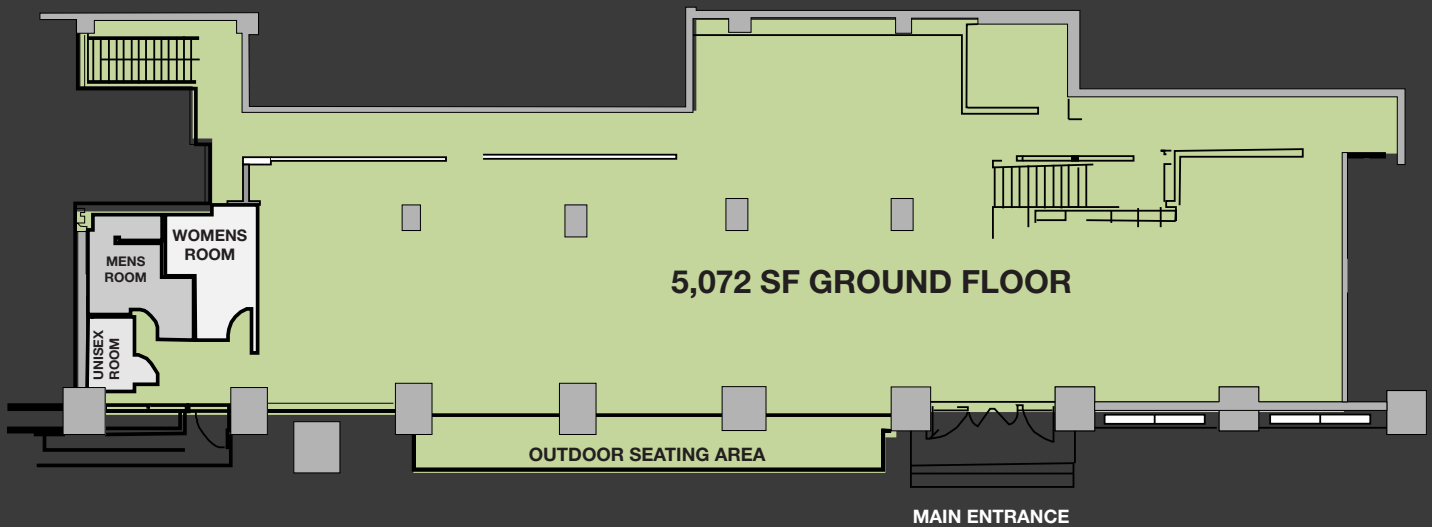 WOMENS
ROOM
MENS
ROOM
5,072 SF GROUND FLOOR
UNISEX
ROOM
OUTDOOR SEATING AREA
MAIN ENTRANCE